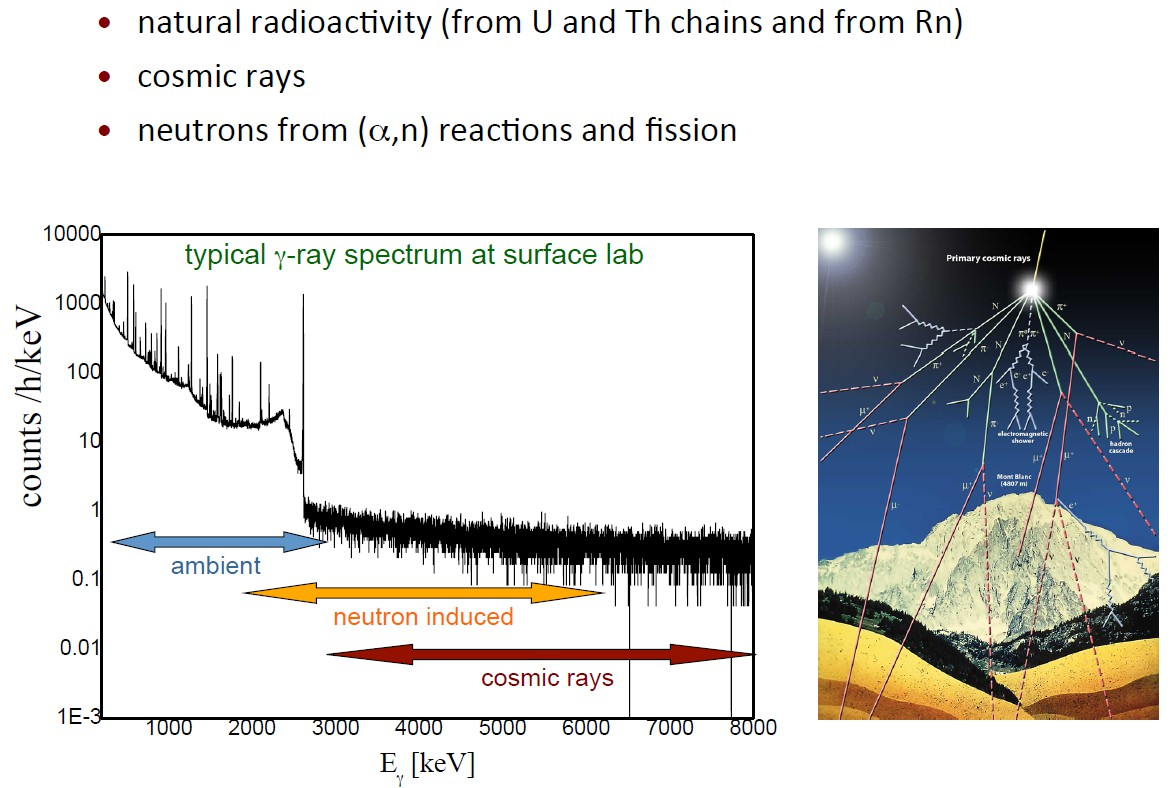 • natural radioactivity (from U and Th chains and from Rn)
• cosmic rays
• neutrons from (α,n) reactions and fission
typical γ-ray spectrum at surface lab
counts /h/keV
10000
1000
100
10
1
0.1
0.01
1E-3
ambient
neutron induced
cosmic rays
1000 2000 3000 4000 5000 6000 7000 8000
Eγ [keV]
Primary cosmic rays
N
π+
N
ν
π
N
π+
N
e-
e+
e-
e+
ν
μ+
ν
π
n
p
n
p
electromagnetic
shower
hadron
cascade
μ+
μ+
μ+
ν
ν
Mont Blanc
(4807 m)
μ-
e+